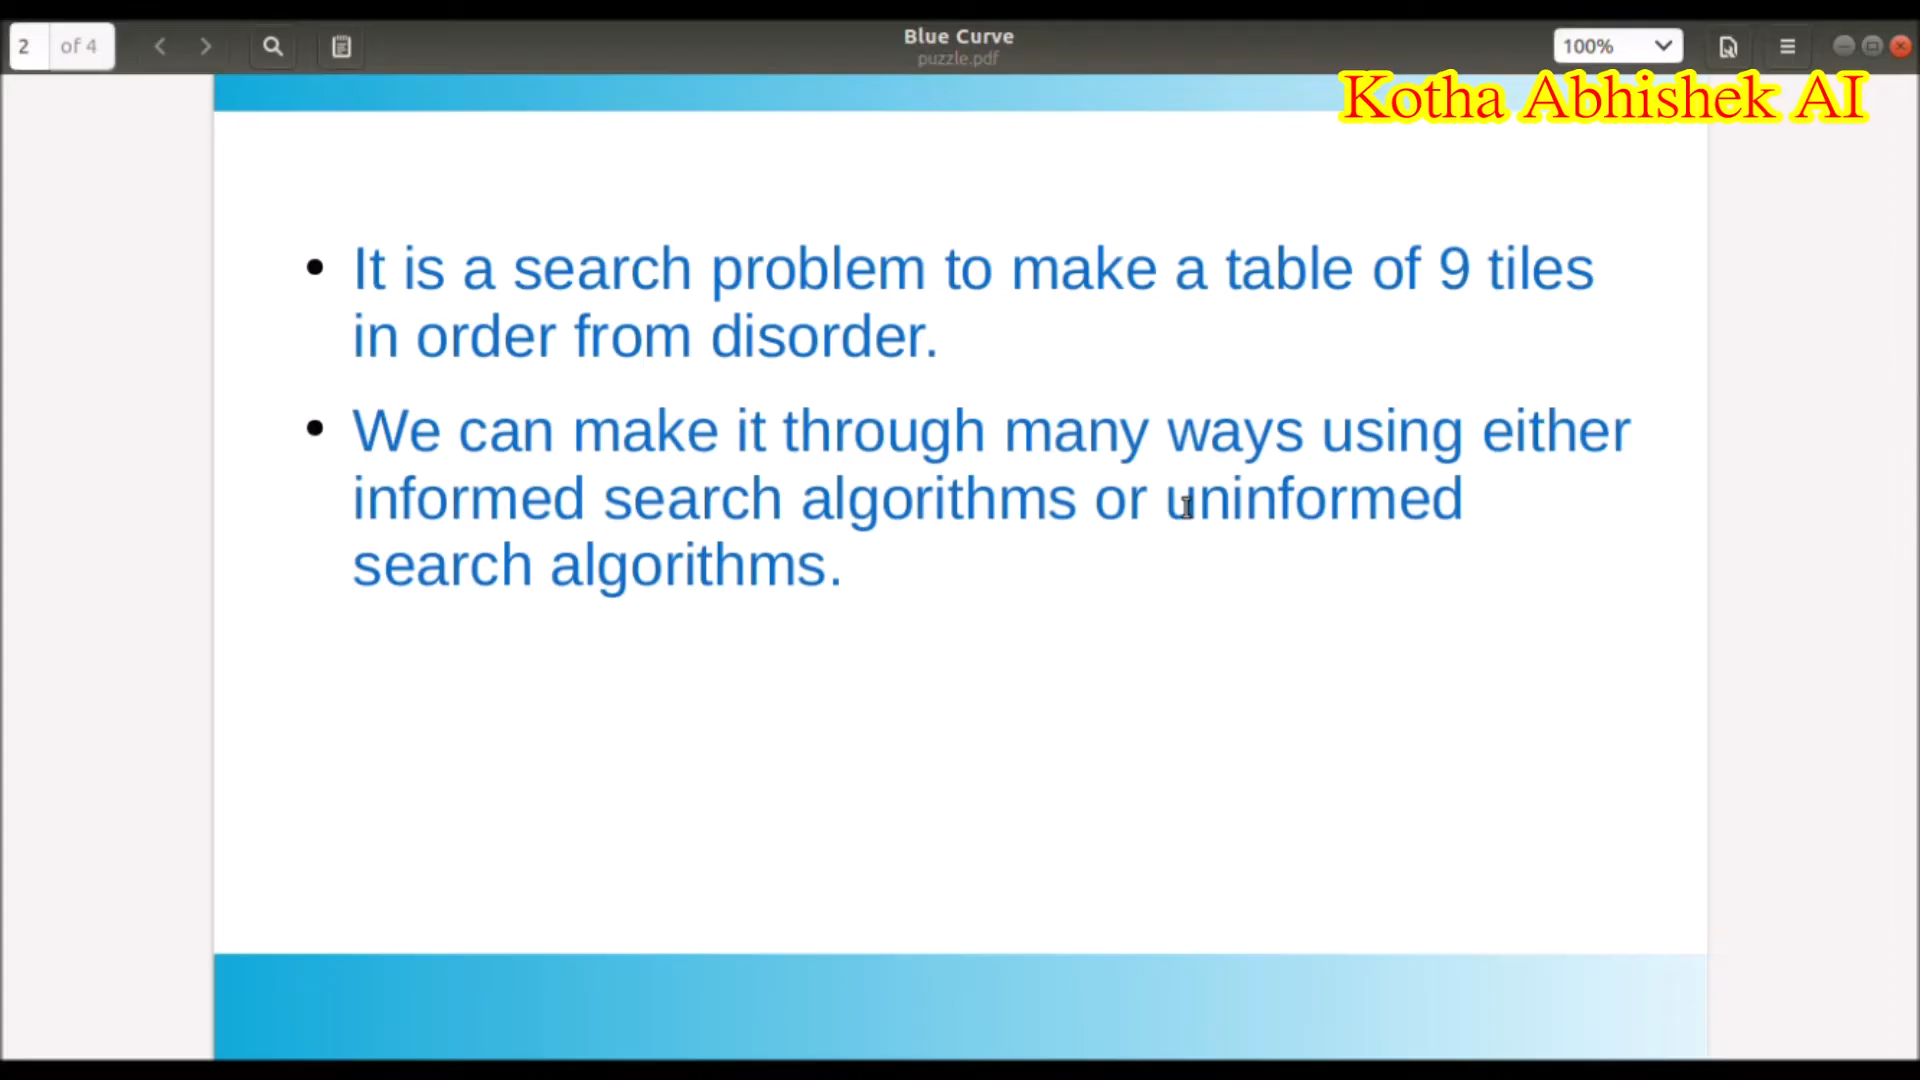 2 of 4
Blue Curve
puzzle.pdf
100%
Kotha Abhishek AI
• It is a search problem to make a table of 9 tiles
in order from disorder.
• We can make it through many ways using either
informed search algorithms or uninformed
search algorithms.